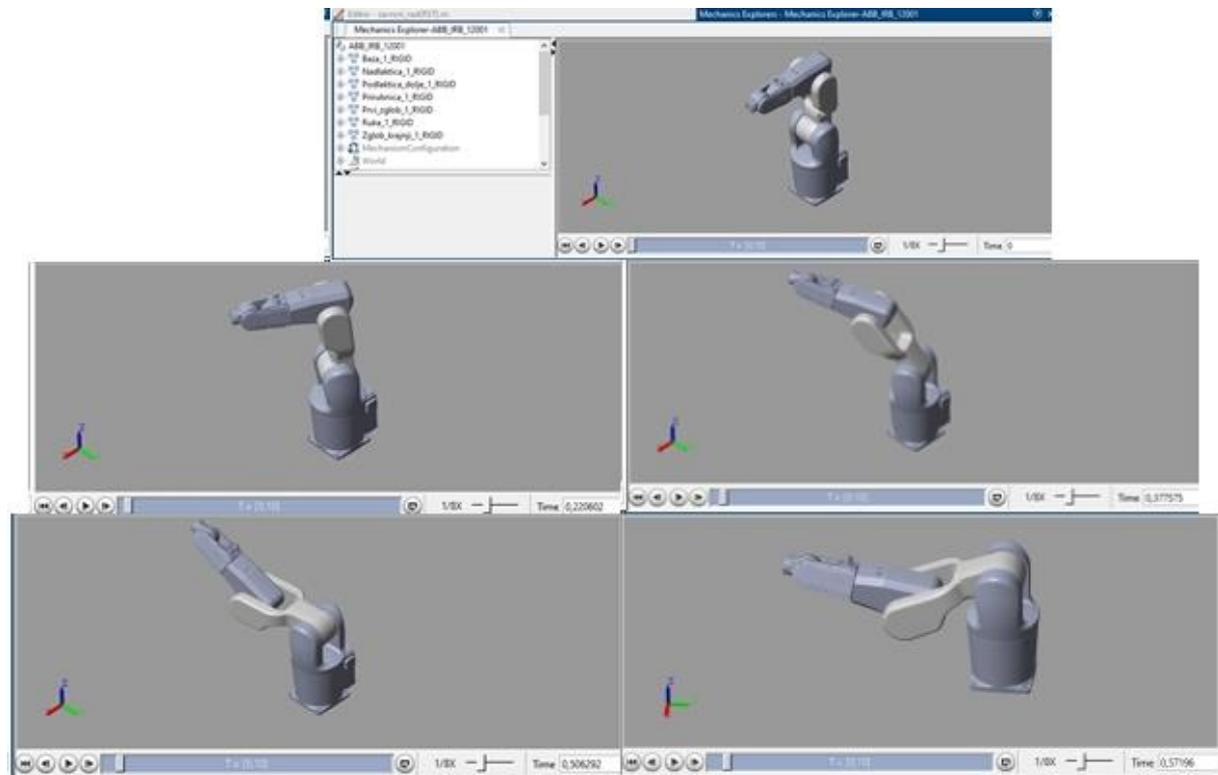 Mechanics Explorers - Mechanics Explorer-ABB_IRB_12001
Mechanics Explorer-ABB_IRB_12001
ABB_IRB_12001
Baza_1_RIGID
Nadlaktica_1_RIGID
Podlaktica_dolje_1_RIGID
Prirubnica_1_RIGID
Prvi_zglob_1_RIGID
Ruka_1_RIGID
Zglob_krajnji_1_RIGID
MechanismConfiguration
World
Z
1/8X
Time 0
Z
1/8X
Time 0,220602
Z
1/8X
Time 0,377575
Z
1/8X
Time 0,506292
Z
1/8X
Time 0,57196